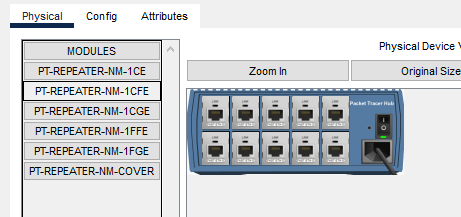 Physical Config Attributes
MODULES
PT-REPEATER-NM-1CE
PT-REPEATER-NM-1CFE
PT-REPEATER-NM-1CGE
PT-REPEATER-NM-1FFE
PT-REPEATER-NM-1FGE
PT-REPEATER-NM-COVER
Physical Device V
Zoom In Original Size
Packet Tracer Hub